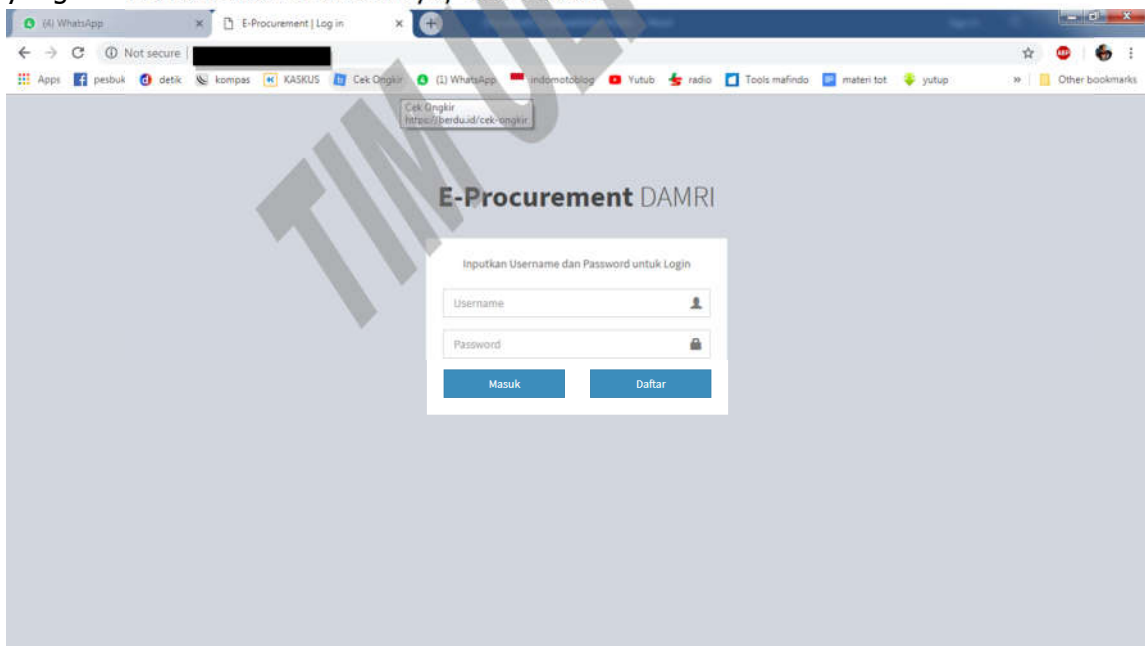 (4) WhatsApp E-Procurement | Log in
Not secure
Apps pesbuk detik kompas KASKUS Cek Ongkir (1) WhatsApp indomotoblog Yutub radio Tools mafindo materi tot yutup Other bookmarks
Cek Ongkir
https://berdu.id/cek-ongkir
E-Procurement DAMRI
Inputkan Username dan Password untuk Login
Username
Password
Masuk Daftar